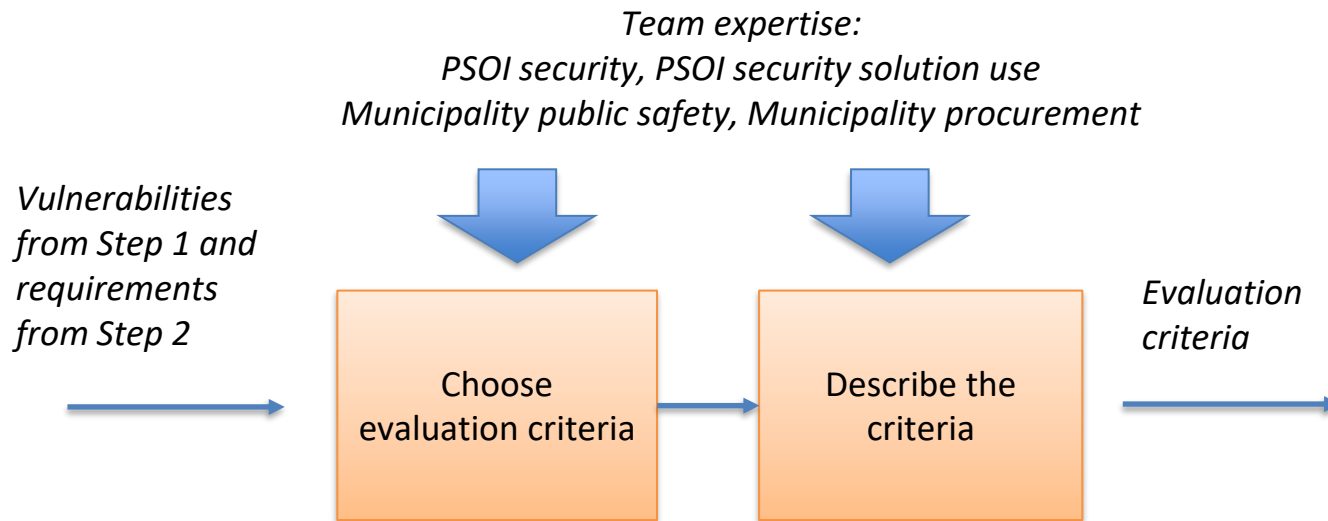 Team expertise:
PSOI security, PSOI security solution use
Municipality public safety, Municipality procurement
Vulnerabilities
from Step 1 and
requirements
from Step 2
Choose
evaluation criteria
Describe the
criteria
Evaluation
criteria